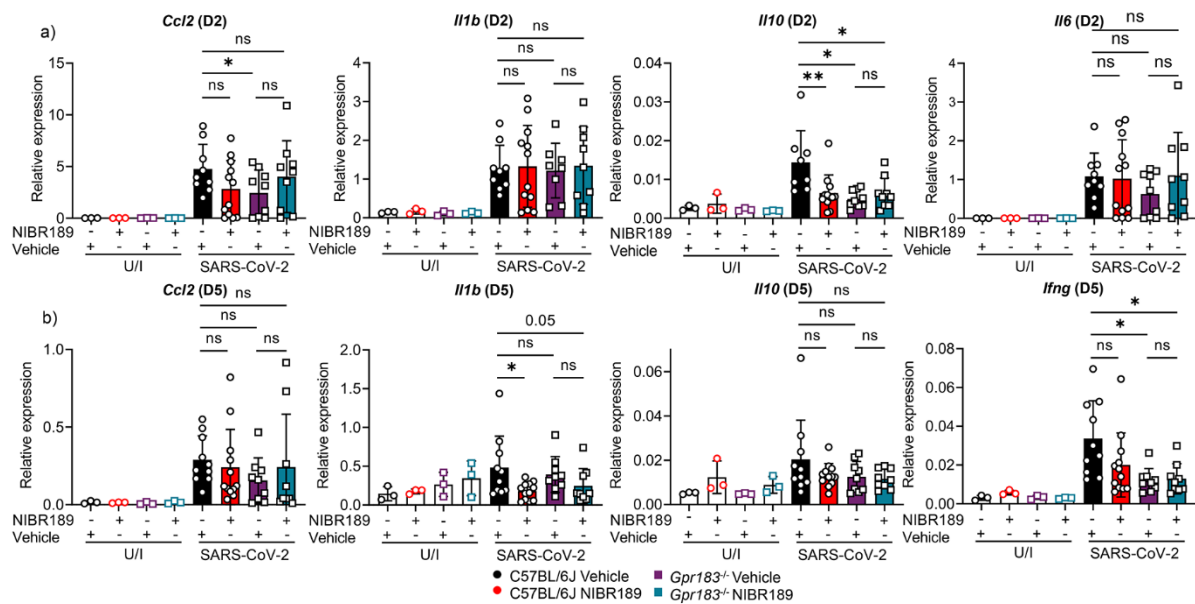 a)
Ccl2 (D2)
Relative expression
15
10
5
0
ns
*
ns
ns
NIBR189 - + - + - + - +
Vehicle + - + - + - + -
U/I SARS-CoV-2
Il1b (D2)
Relative expression
4
3
2
1
0
ns
ns
ns
ns
- + - + - + - +
+ - + - + - + -
U/I SARS-CoV-2
Il10 (D2)
Relative expression
0.04
0.03
0.02
0.01
0.00
*
*
**
ns
NIBR189 - + - + - + - +
Vehicle + - + - + - + -
U/I SARS-CoV-2
Il6 (D2)
Relative expression
4
3
2
1
0
ns
ns
ns
ns
- + - + - + - +
+ - + - + - + -
U/I SARS-CoV-2
b)
Ccl2 (D5)
Relative expression
1.0
0.5
0.0
ns
ns
ns
ns
NIBR189 - + - + - + - +
Vehicle + - + - + - + -
U/I SARS-CoV-2
Il1b (D5)
Relative expression
2.0
1.5
1.0
0.5
0.0
0.05
ns
*
ns
- + - + - + - +
+ - + - + - + -
U/I SARS-CoV-2
Il10 (D5)
Relative expression
0.08
0.06
0.04
0.02
0.00
ns
ns
ns
ns
- + - + - + - +
+ - + - + - + -
U/I SARS-CoV-2
Ifng (D5)
Relative expression
0.08
0.06
0.04
0.02
0.00
*
*
ns
ns
NIBR189 - + - + - + - +
Vehicle + - + - + - + -
U/I SARS-CoV-2
C57BL/6J Vehicle
C57BL/6J NIBR189
Gpr183-/- Vehicle
Gpr183-/- NIBR189